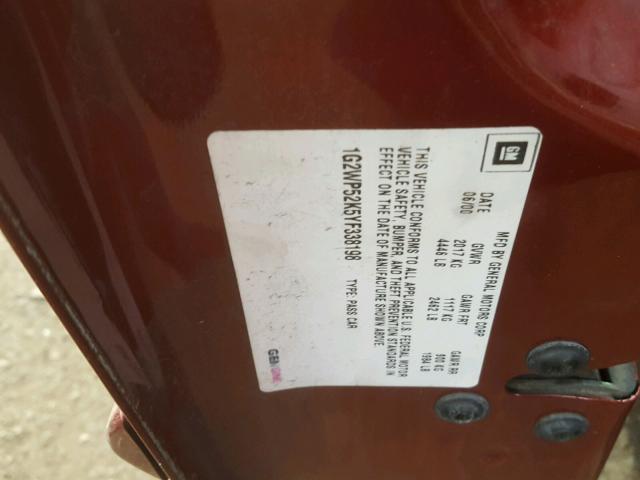 GM
MFD BY GENERAL MOTORS CORP
DATE GVWR GAWR FRT GAWR RR
06/00 2017 KG 1117 KG 900 KG
4446 LB 2462 LB 1984 LB
THIS VEHICLE CONFORMS TO ALL APPLICABLE U.S. FEDERAL MOTOR
VEHICLE SAFETY, BUMPER, AND THEFT PREVENTION STANDARDS IN
EFFECT ON THE DATE OF MANUFACTURE SHOWN ABOVE.
1G2WP52K5YF338198 TYPE: PASS CAR
GENUINE